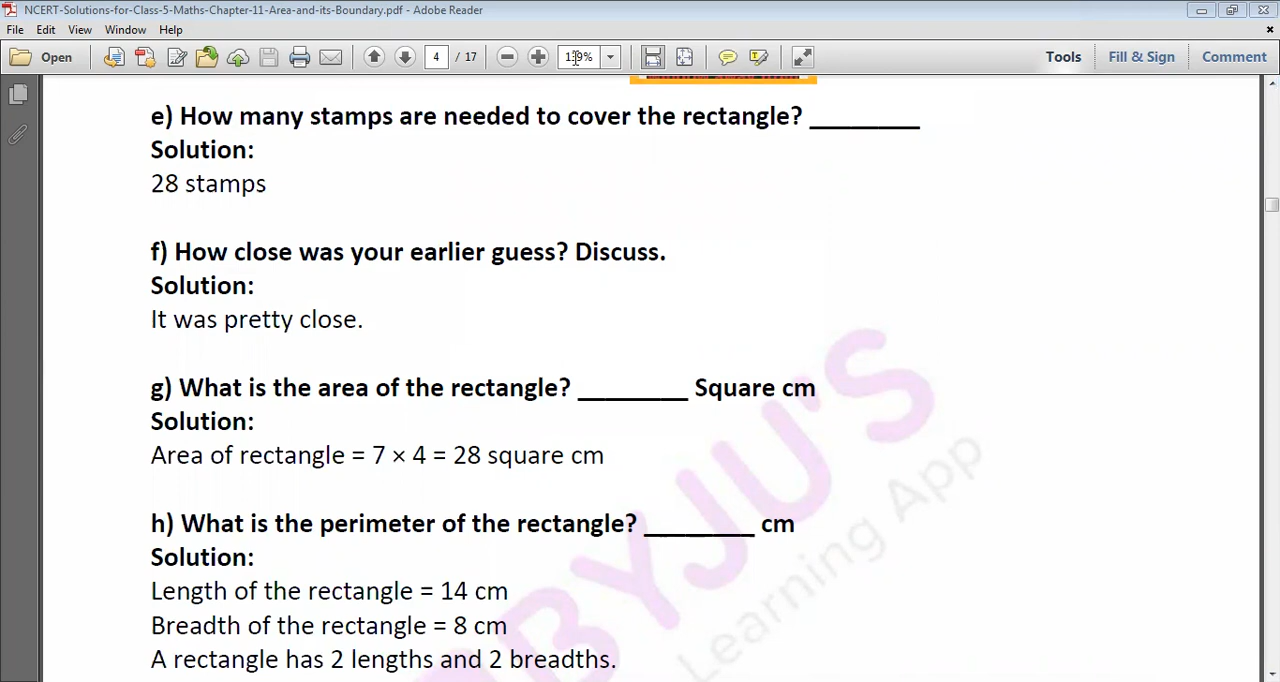 NCERT-Solutions-for-Class-5-Maths-Chapter-11-Area-and-its-Boundary.pdf - Adobe Reader
File Edit View Window Help
Open 4 / 17 Tools Fill & Sign Comment
e) How many stamps are needed to cover the rectangle? ________
Solution:
28 stamps
f) How close was your earlier guess? Discuss.
Solution:
It was pretty close.
g) What is the area of the rectangle? ________ Square cm
Solution:
Area of rectangle = 7 × 4 = 28 square cm
h) What is the perimeter of the rectangle? ________ cm
Solution:
Length of the rectangle = 14 cm
Breadth of the rectangle = 8 cm
A rectangle has 2 lengths and 2 breadths.
BYJU'S
Learning App